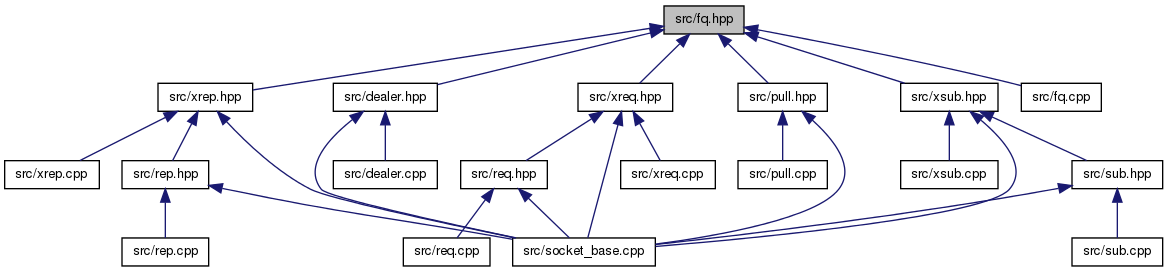 src/fq.hpp
src/xrep.hpp
src/dealer.hpp
src/xreq.hpp
src/pull.hpp
src/xsub.hpp
src/fq.cpp
src/xrep.cpp
src/rep.hpp
src/dealer.cpp
src/req.hpp
src/xreq.cpp
src/pull.cpp
src/xsub.cpp
src/sub.hpp
src/rep.cpp
src/req.cpp
src/socket_base.cpp
src/sub.cpp